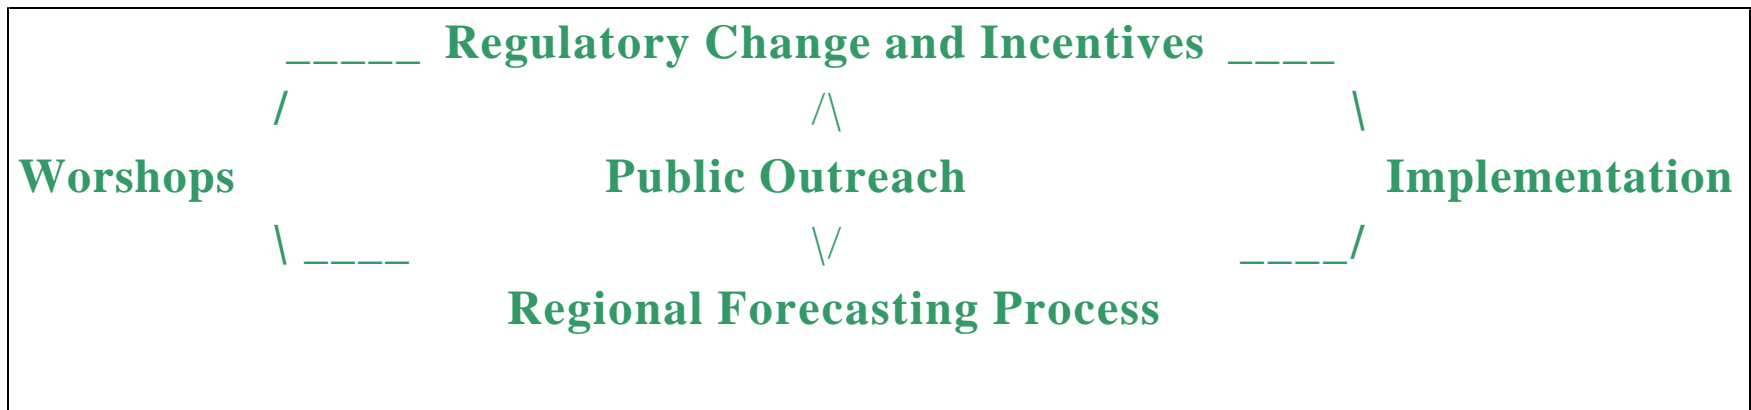 _____ Regulatory Change and Incentives ____
/ /\ \
Worshops Public Outreach Implementation
\ ____ \/ ____/
Regional Forecasting Process